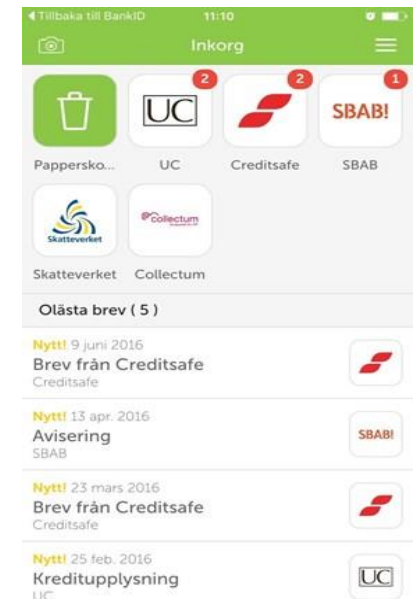 Tillbaka till BankID 11:10
Inkorg
2 2 1
UC SBAB!
Pappersko... UC Creditsafe SBAB
Skatteverket collectum
Skatteverket Collectum
Olästa brev ( 5 )
Nytt! 9 juni 2016
Brev från Creditsafe
Creditsafe
Nytt! 13 apr. 2016
Avisering
SBAB
SBAB!
Nytt! 23 mars 2016
Brev från Creditsafe
Creditsafe
Nytt! 25 feb. 2016
Kreditupplysning
UC
UC